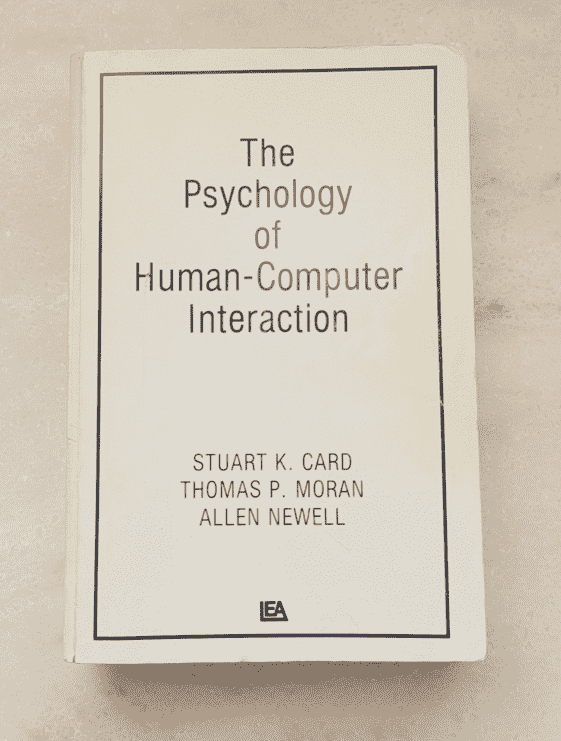 The
Psychology
of
Human-Computer
Interaction
STUART K. CARD
THOMAS P. MORAN
ALLEN NEWELL
LEA